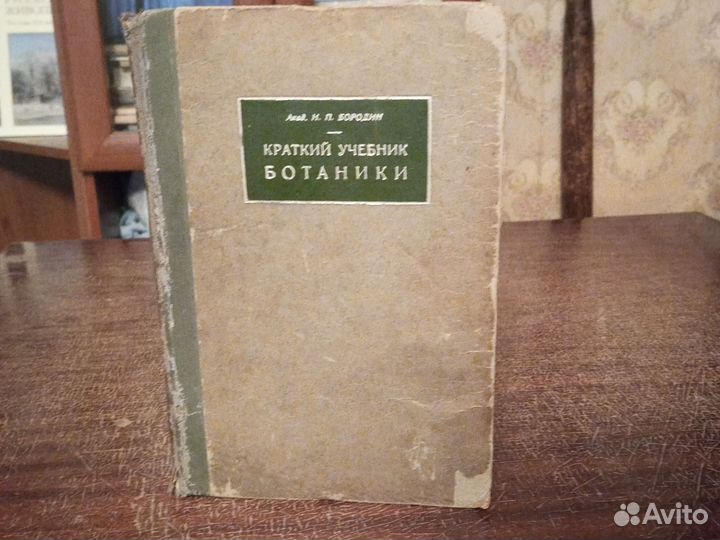 Акад. И. П. БОРОДИН
КРАТКИЙ УЧЕБНИК
БОТАНИКИ
Avito